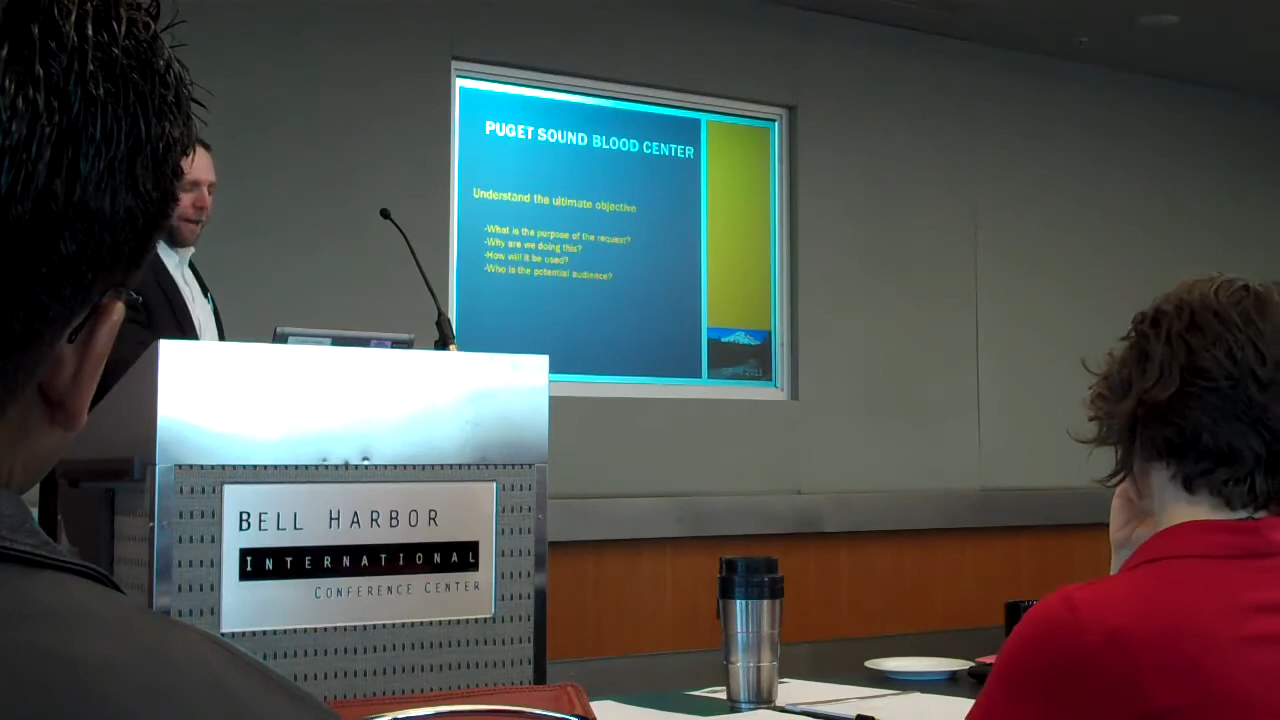 PUGET SOUND BLOOD CENTER
Understand the ultimate objective
-What is the purpose of the request?
-Why are we doing this?
-How will it be used?
-Who is the potential audience?
BELL HARBOR
INTERNATIONAL
CONFERENCE CENTER